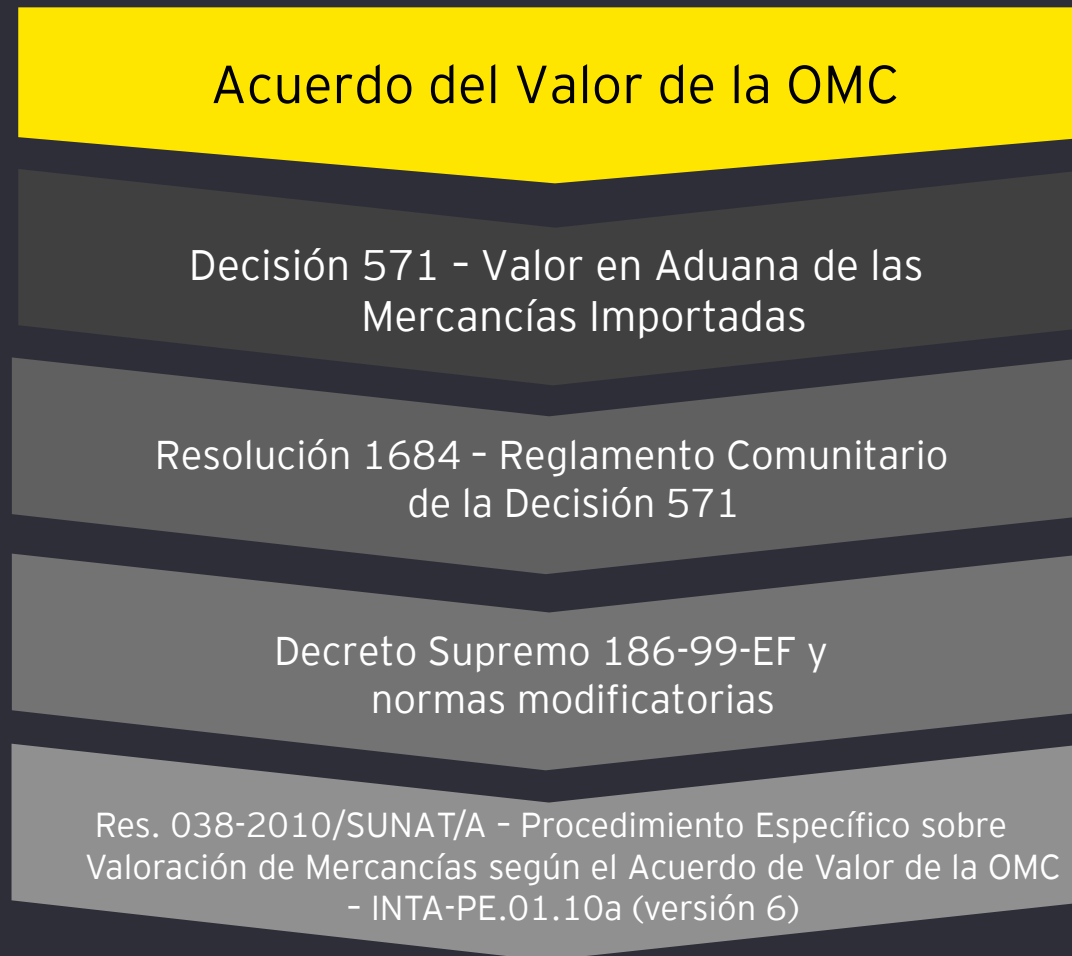 Acuerdo del Valor de la OMC
Decisión 571 – Valor en Aduana de las
Mercancías Importadas
Resolución 1684 – Reglamento Comunitario
de la Decisión 571
Decreto Supremo 186-99-EF y
normas modificatorias
Res. 038-2010/SUNAT/A – Procedimiento Específico sobre
Valoración de Mercancías según el Acuerdo de Valor de la OMC
– INTA-PE.01.10a (versión 6)